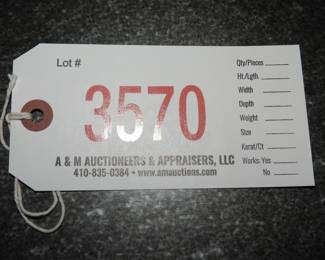 Lot #
3570
A & M AUCTIONEERS & APPRAISERS, LLC
410-835-0384 • www.amauctions.com
Qty/Pieces
Ht./Lgth.
Width
Depth
Weight
Size
Karat/Ct
Works: Yes
No